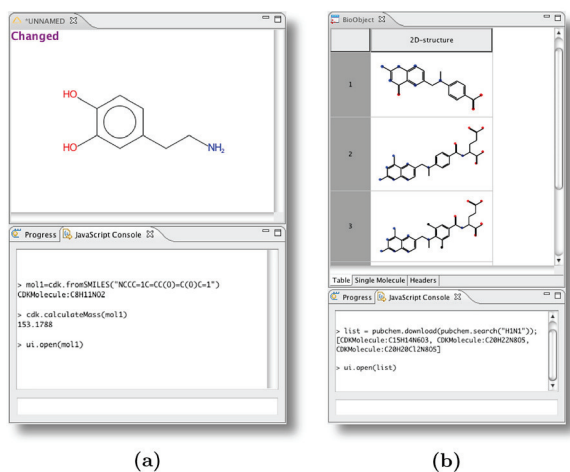 *UNNAMED
Changed
HO
HO
NH₂
Progress JavaScript Console
> mol1=cdk.fromSMILES("NCCC=1C=CC(O)=C(O)C=1")
CDKMolecule:C8H11NO2
> cdk.calculateMass(mol1)
153.1788
> ui.open(mol1)
(a)
BioObject
2D-structure
1
2
3
Table Single Molecule Headers
Progress JavaScript Console
> list = pubchem.download(pubchem.search("H1N1"));
[CDKMolecule:C15H14N6O3, CDKMolecule:C20H22N8O5,
CDKMolecule:C20H20Cl2N8O5]
> ui.open(list)
(b)